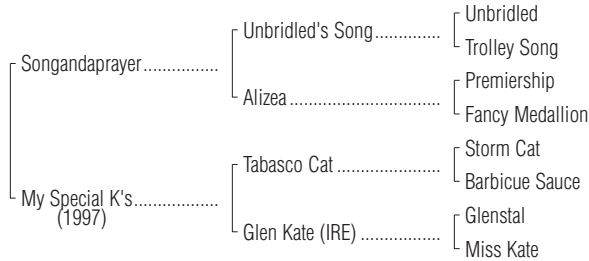 Unbridled
Unbridled's Song..............
Trolley Song
Songandaprayer................
Premiership
Alizea................................
Fancy Medallion
Storm Cat
Tabasco Cat ......................
Barbicue Sauce
My Special K's..................
(1997)
Glenstal
Glen Kate (IRE) .................
Miss Kate